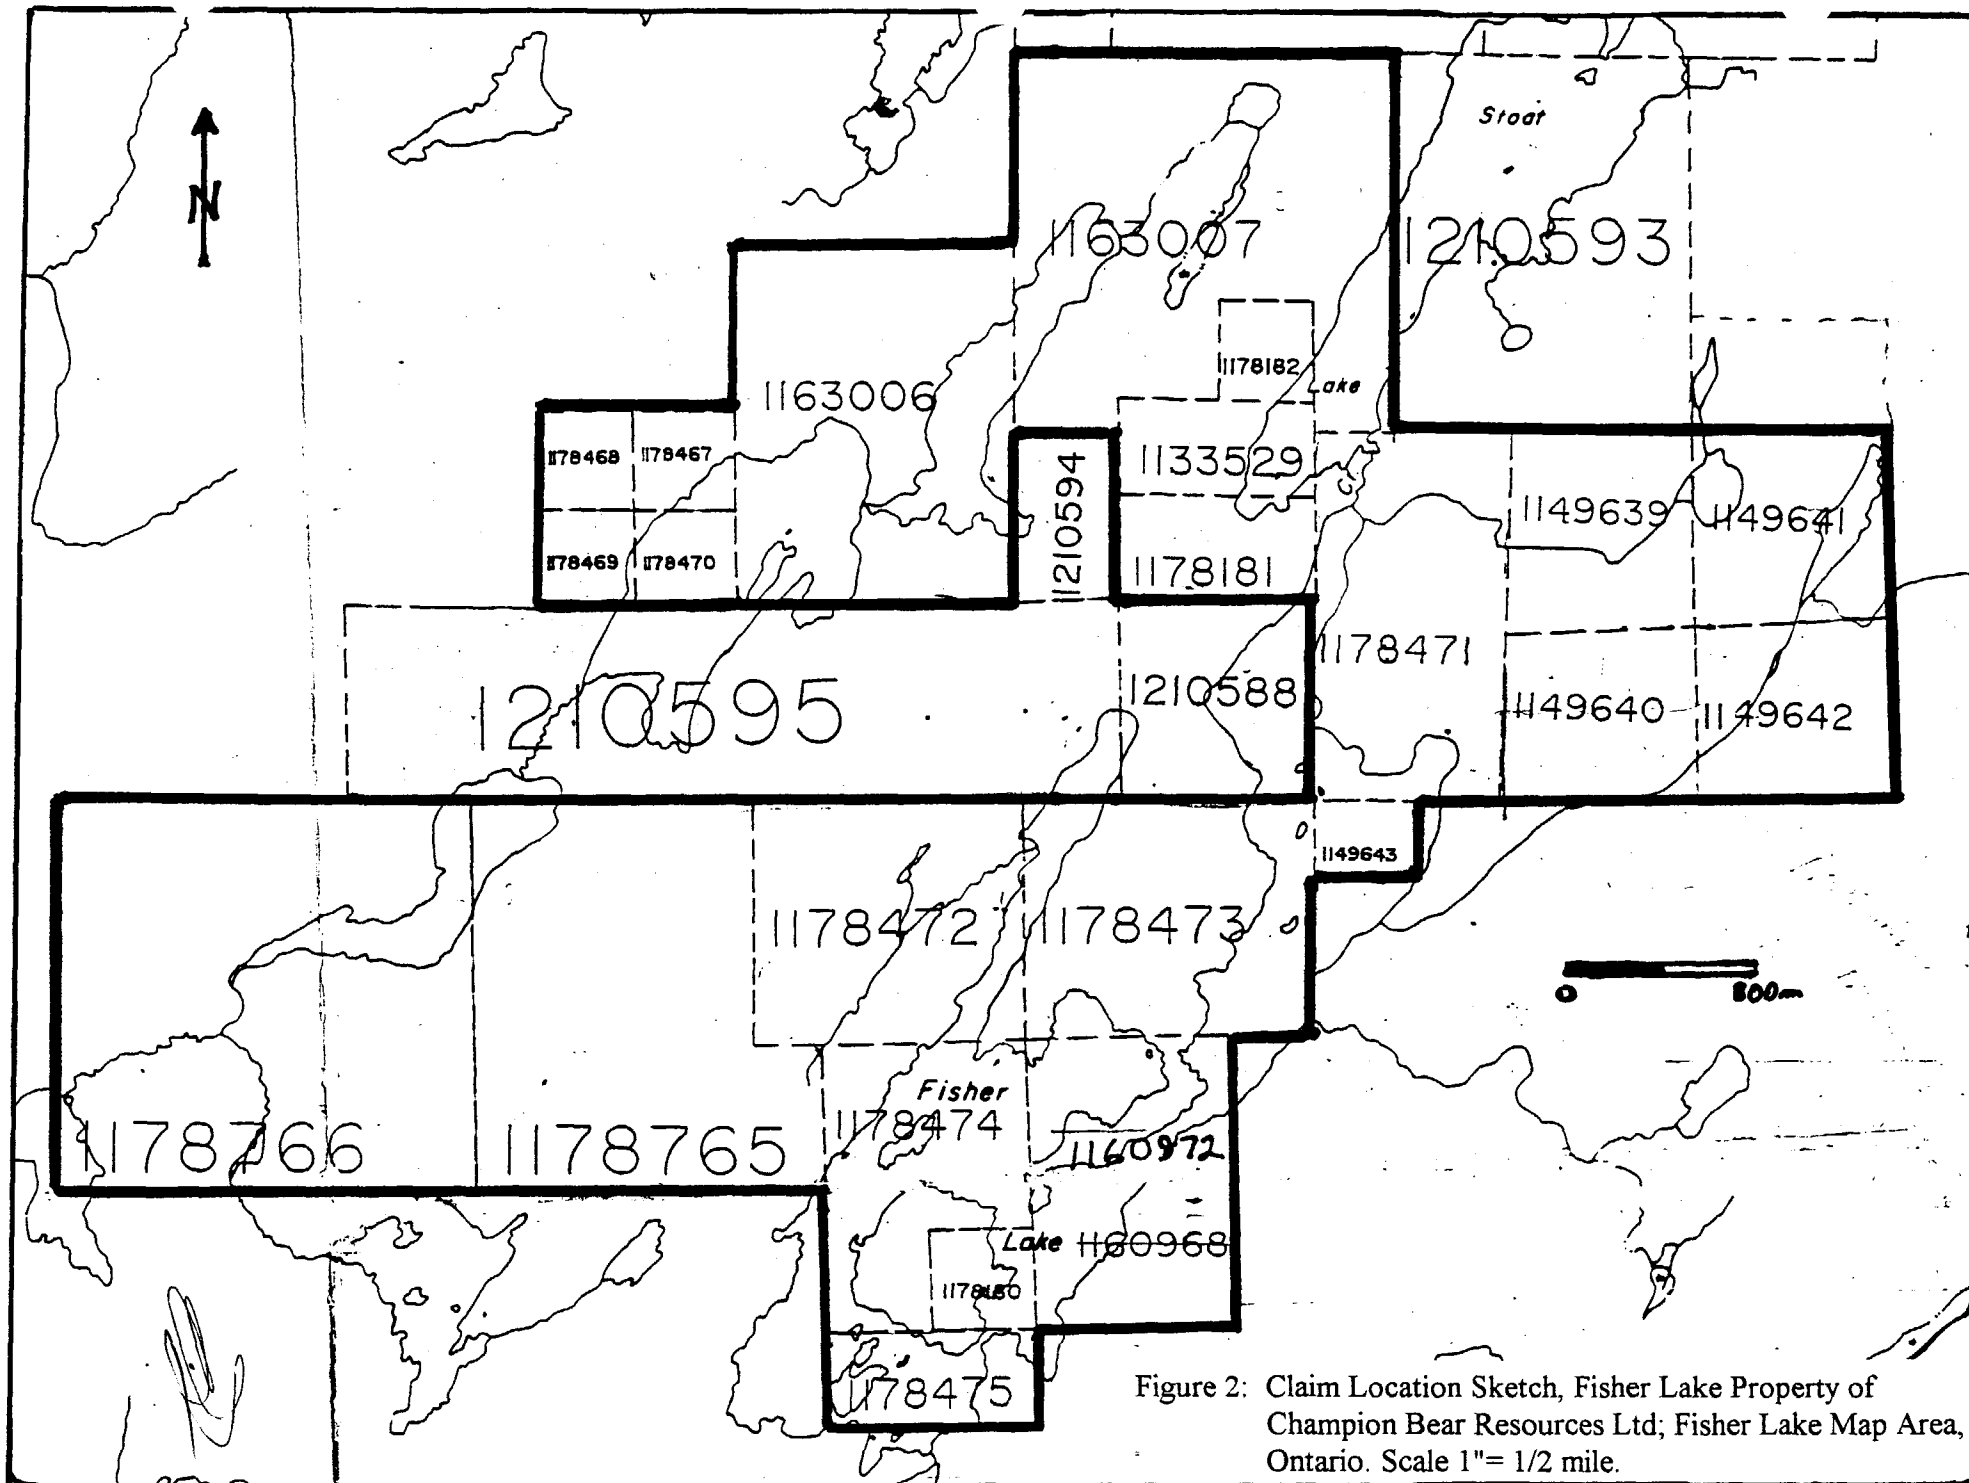 N
Stoat
1163007
1210593
1178182
Lake
1163006
1178468
1178467
1133529
Cr.
1210594
1149639
1149641
1178469
1178470
1178181
1178471
1210595
1210588
1149640
1149642
1149643
1178472
1178473
0
800m
Fisher
1178474
1178766
1178765
1160972
Lake
1160968
1178180
1178475
Figure 2: Claim Location Sketch, Fisher Lake Property of
Champion Bear Resources Ltd; Fisher Lake Map Area,
Ontario. Scale 1"= 1/2 mile.